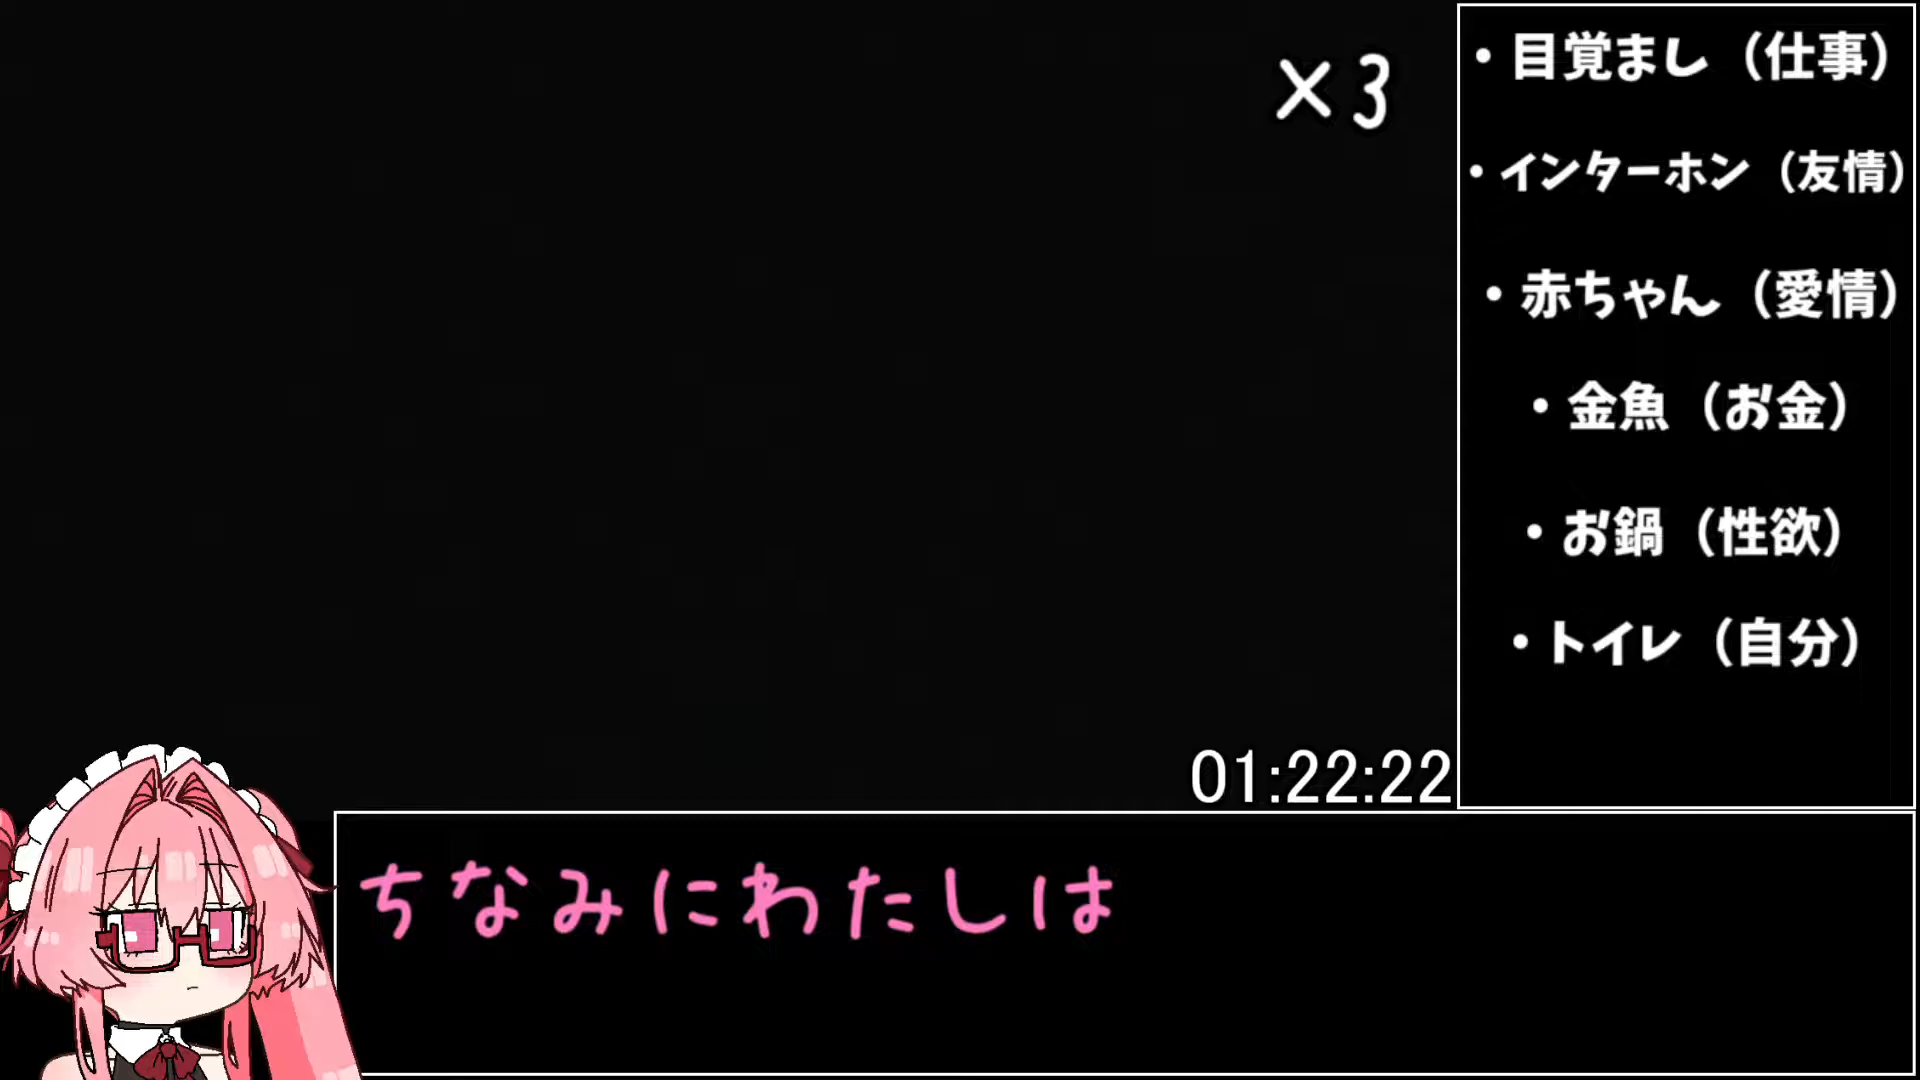 ×3
・目覚まし（仕事）
・インターホン（友情）
・赤ちゃん（愛情）
・金魚（お金）
・お鍋（性欲）
・トイレ（自分）
01:22:22
ちなみにわたしは